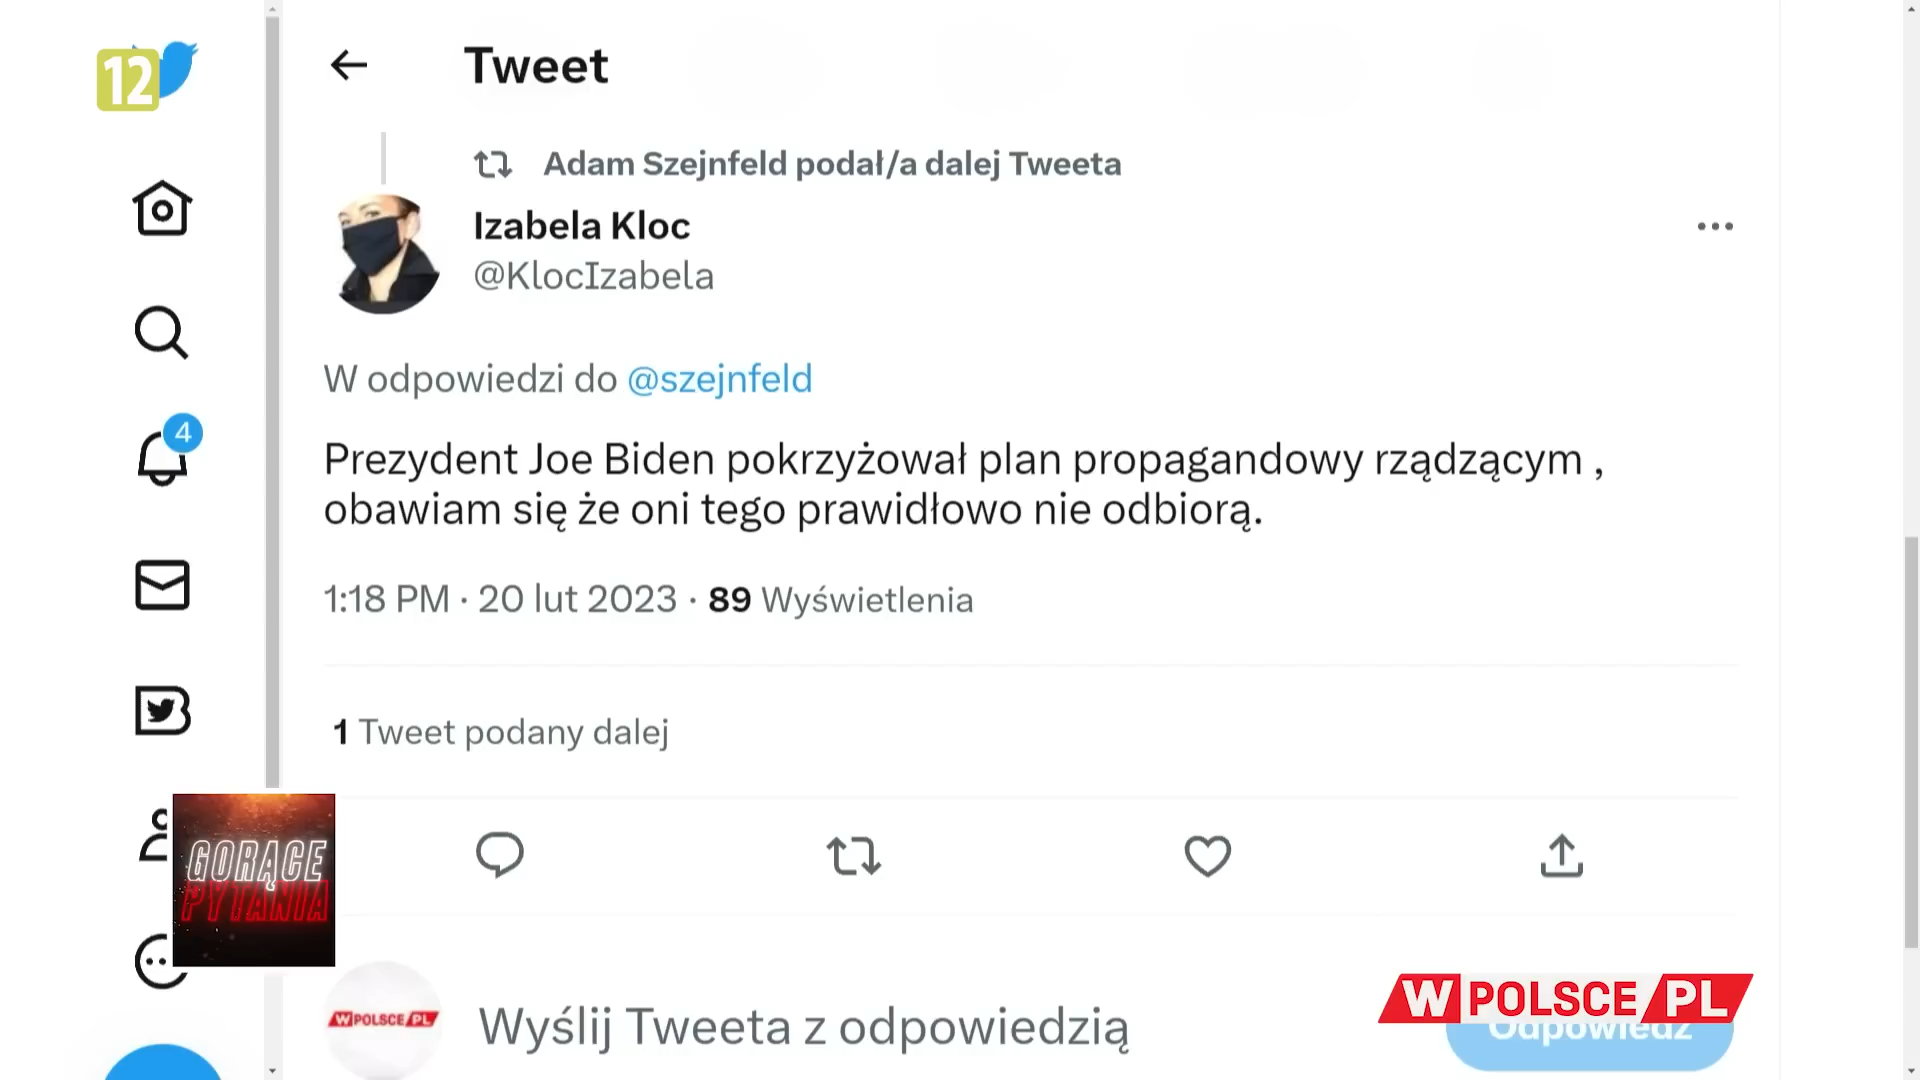 12
Tweet
Adam Szejnfeld podał/a dalej Tweeta
Izabela Kloc
@KlocIzabela
W odpowiedzi do @szejnfeld
4
Prezydent Joe Biden pokrzyżował plan propagandowy rządzącym ,
obawiam się że oni tego prawidłowo nie odbiorą.
1:18 PM · 20 lut 2023 · 89 Wyświetlenia
1 Tweet podany dalej
GORĄCE
PYTANIA
WPOLSCE PL
Wyślij Tweeta z odpowiedzią
W POLSCE PL
Odpowiedz